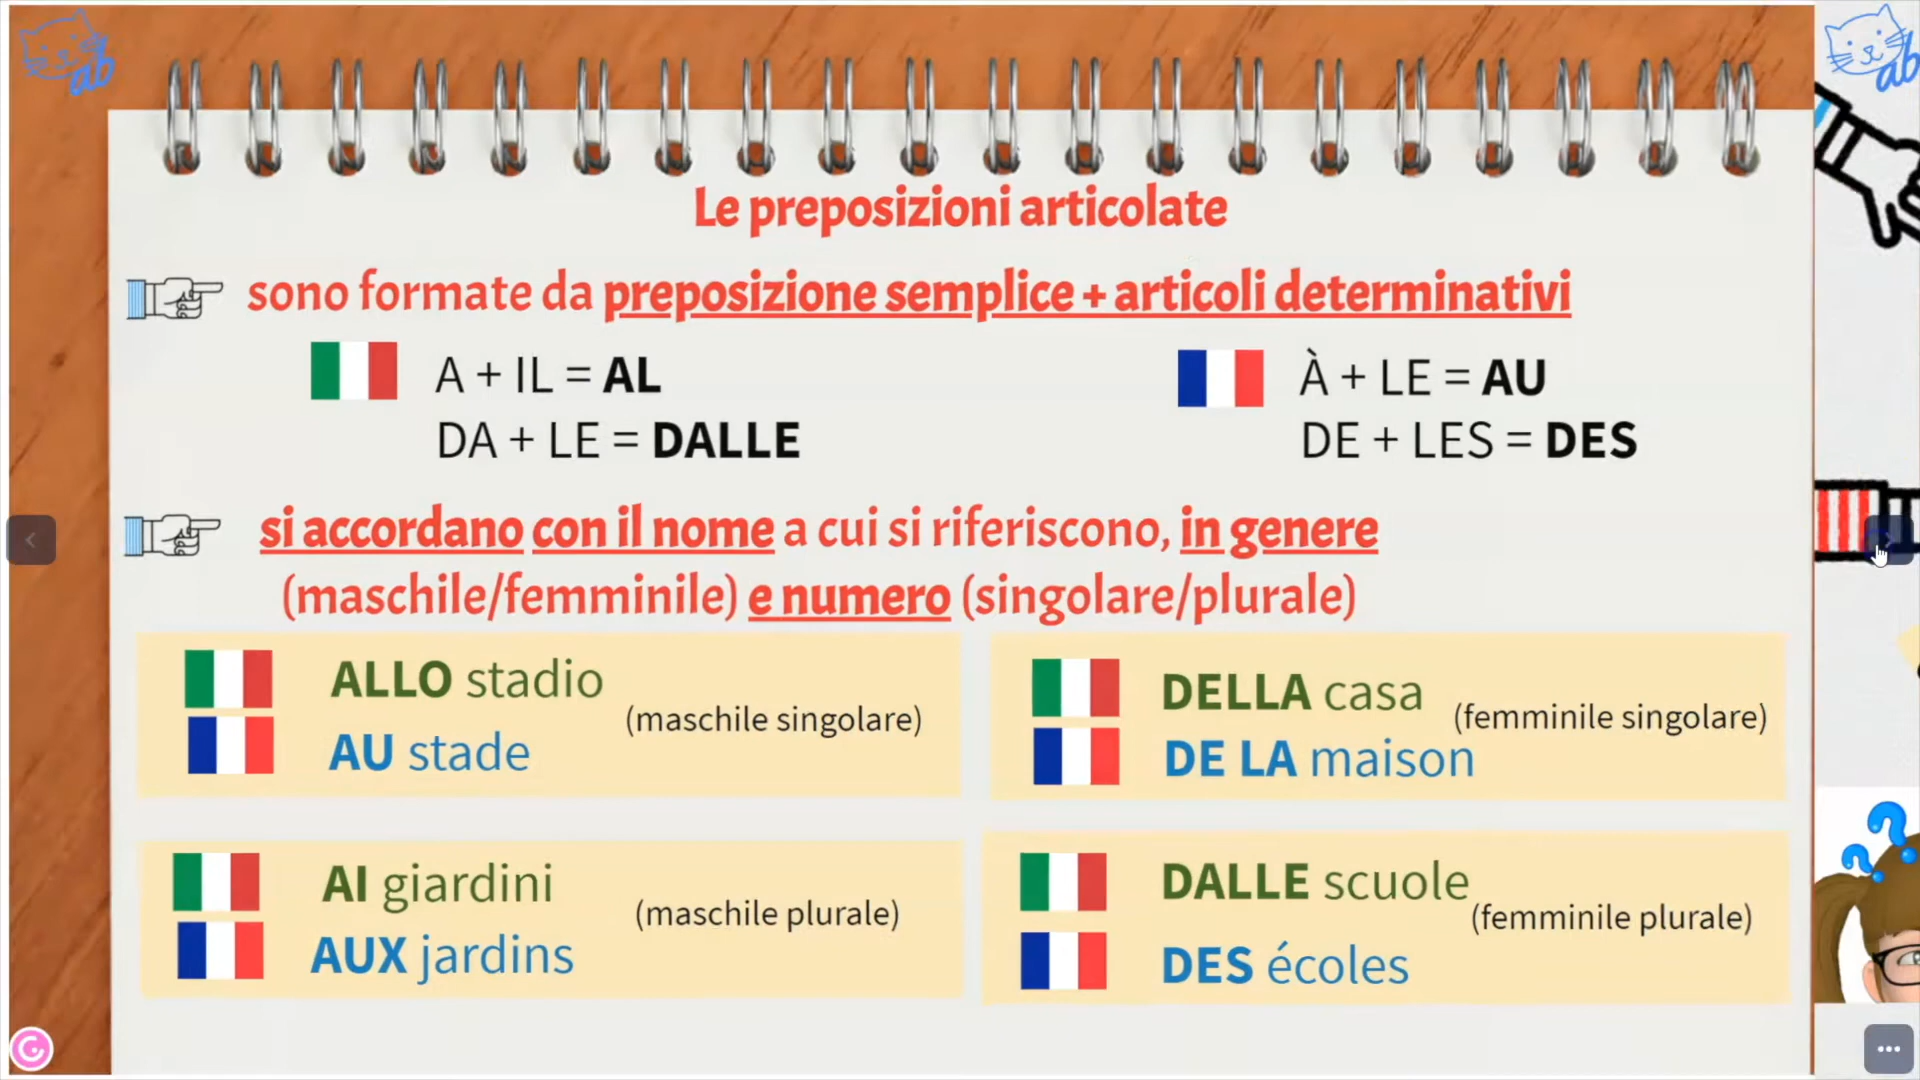 ab
ab
Le preposizioni articolate
sono formate da preposizione semplice + articoli determinativi
A + IL = AL
DA + LE = DALLE
À + LE = AU
DE + LES = DES
si accordano con il nome a cui si riferiscono, in genere
(maschile/femminile) e numero (singolare/plurale)
ALLO stadio
AU stade
(maschile singolare)
DELLA casa
DE LA maison
(femminile singolare)
AI giardini
AUX jardins
(maschile plurale)
DALLE scuole
DES écoles
(femminile plurale)
? ?